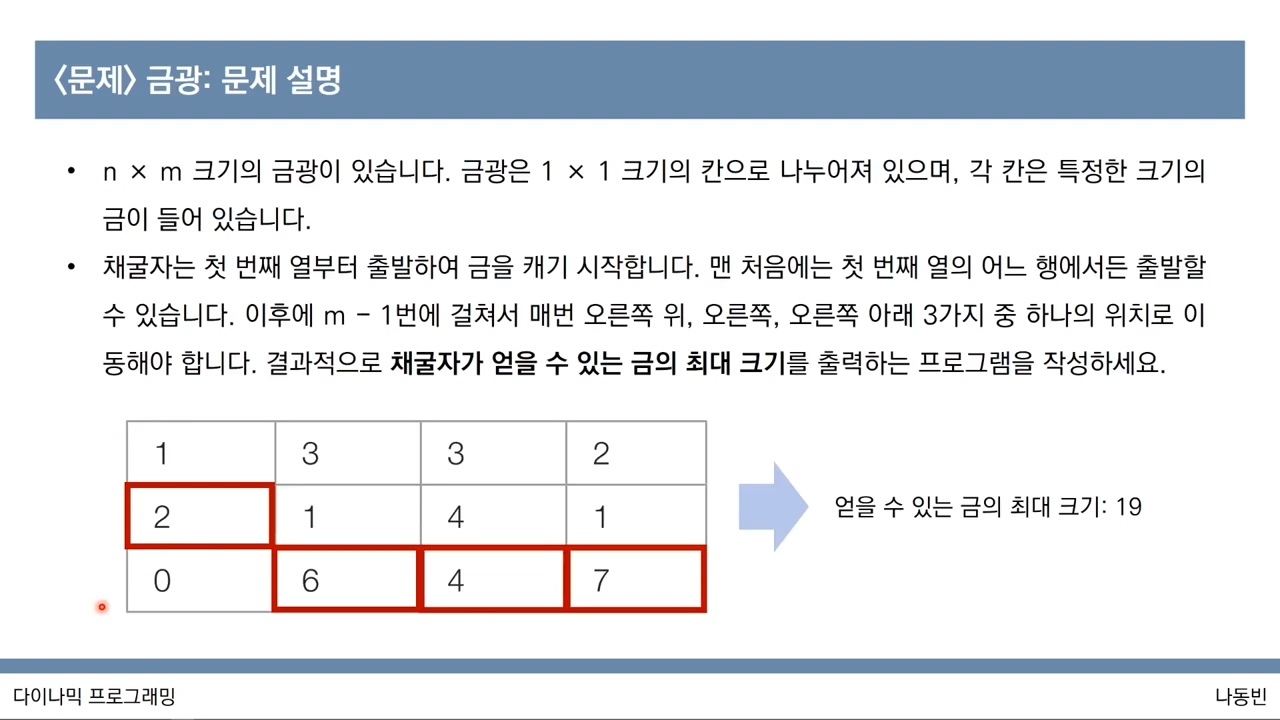 <문제> 금광: 문제 설명
• n × m 크기의 금광이 있습니다. 금광은 1 × 1 크기의 칸으로 나누어져 있으며, 각 칸은 특정한 크기의
금이 들어 있습니다.
• 채굴자는 첫 번째 열부터 출발하여 금을 캐기 시작합니다. 맨 처음에는 첫 번째 열의 어느 행에서든 출발할
수 있습니다. 이후에 m - 1번에 걸쳐서 매번 오른쪽 위, 오른쪽, 오른쪽 아래 3가지 중 하나의 위치로 이
동해야 합니다. 결과적으로 채굴자가 얻을 수 있는 금의 최대 크기를 출력하는 프로그램을 작성하세요.
1 3 3 2
2 1 4 1
0 6 4 7
얻을 수 있는 금의 최대 크기: 19
다이나믹 프로그래밍
나동빈